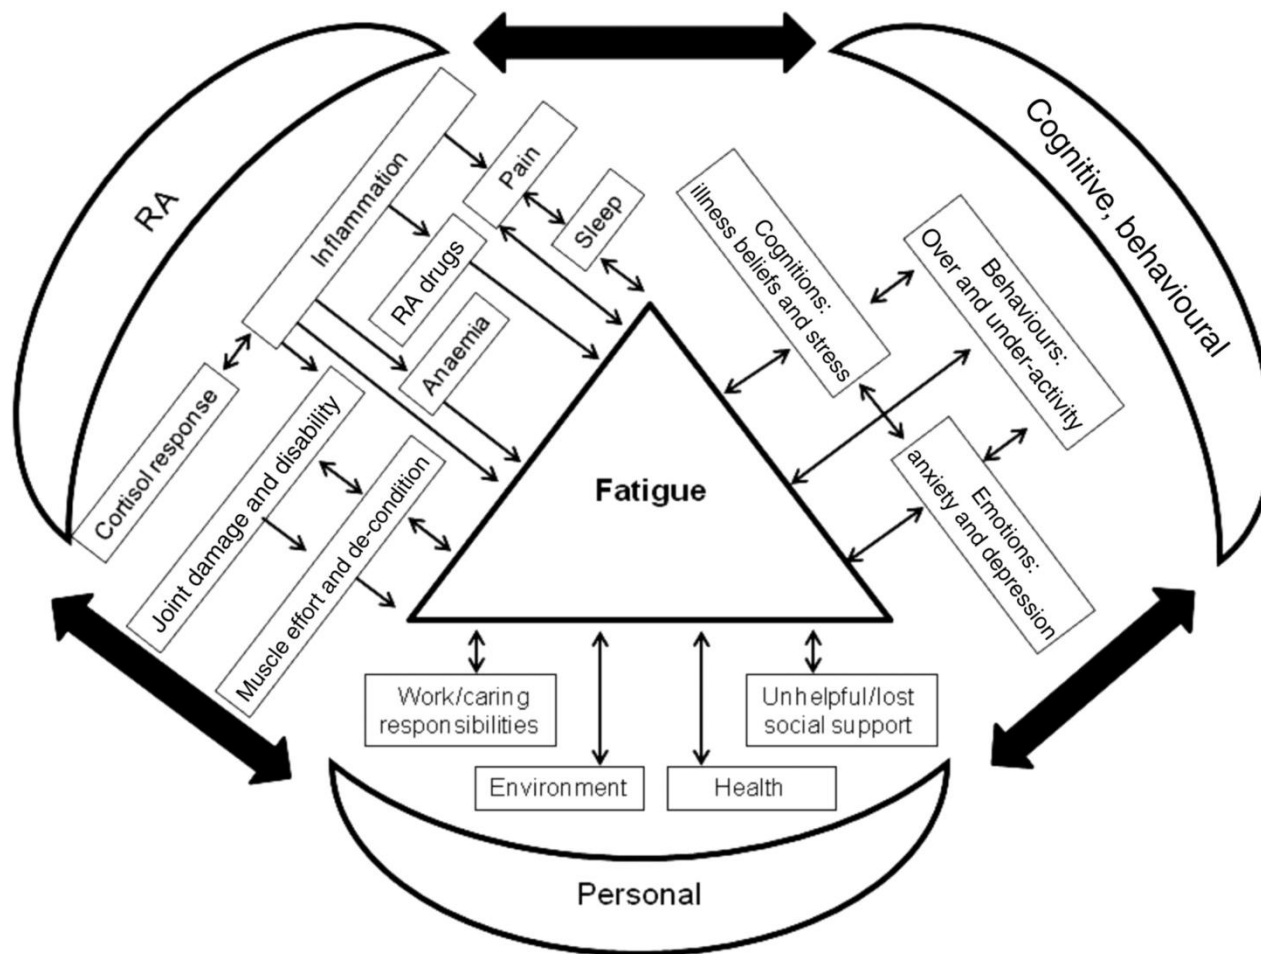 RA
Cognitive, behavioural
Inflammation
Pain
Sleep
RA drugs
Anaemia
Cortisol response
Joint damage and disability
Muscle effort and de-condition
Cognitions:
illness beliefs and stress
Behaviours:
Over and under-activity
Emotions:
anxiety and depression
Fatigue
Work/caring
responsibilities
Unhelpful/lost
social support
Environment
Health
Personal